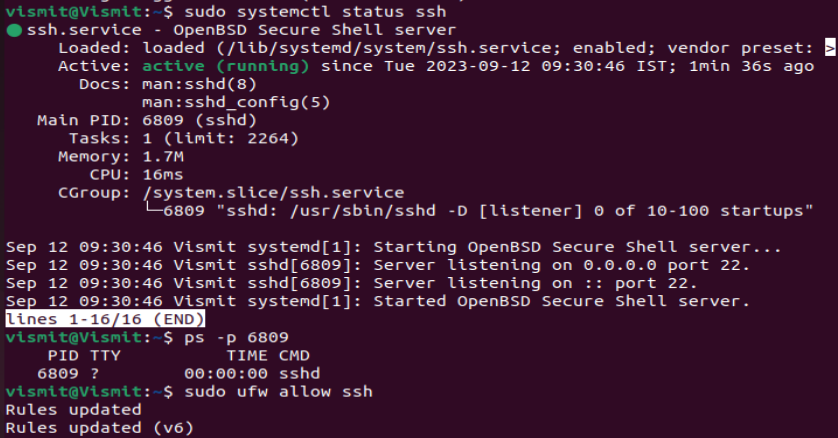 vismit@Vismit:~$ sudo systemctl status ssh
● ssh.service - OpenBSD Secure Shell server
     Loaded: loaded (/lib/systemd/system/ssh.service; enabled; vendor preset: >
     Active: active (running) since Tue 2023-09-12 09:30:46 IST; 1min 36s ago
       Docs: man:sshd(8)
             man:sshd_config(5)
   Main PID: 6809 (sshd)
      Tasks: 1 (limit: 2264)
     Memory: 1.7M
        CPU: 16ms
     CGroup: /system.slice/ssh.service
             └─6809 "sshd: /usr/sbin/sshd -D [listener] 0 of 10-100 startups"

Sep 12 09:30:46 Vismit systemd[1]: Starting OpenBSD Secure Shell server...
Sep 12 09:30:46 Vismit sshd[6809]: Server listening on 0.0.0.0 port 22.
Sep 12 09:30:46 Vismit sshd[6809]: Server listening on :: port 22.
Sep 12 09:30:46 Vismit systemd[1]: Started OpenBSD Secure Shell server.
lines 1-16/16 (END)
vismit@Vismit:~$ ps -p 6809
    PID TTY          TIME CMD
   6809 ?        00:00:00 sshd
vismit@Vismit:~$ sudo ufw allow ssh
Rules updated
Rules updated (v6)